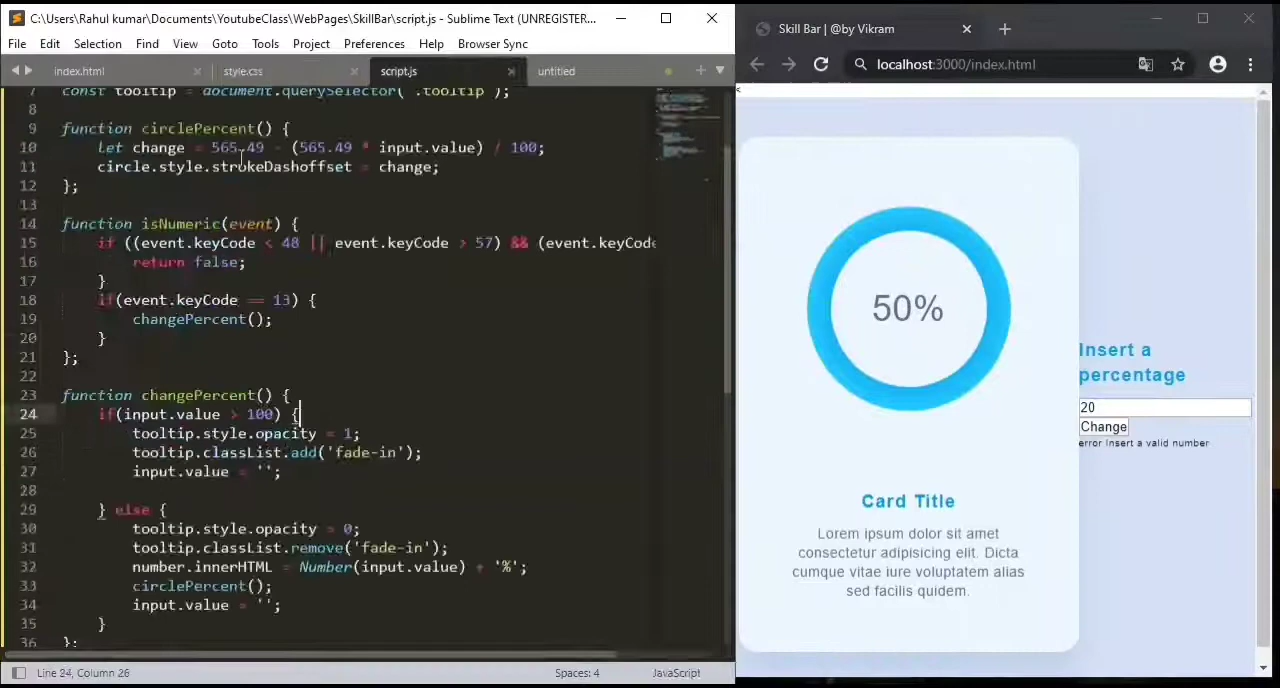 C:\Users\Rahul kumar\Documents\YoutubeClass\WebPages\SkillBar\script.js - Sublime Text (UNREGISTER...
File Edit Selection Find View Goto Tools Project Preferences Help Browser Sync
index.html × style.css × script.js × untitled
7 const tooltip = document.querySelector('.tooltip');
8
9 function circlePercent() {
10 let change = 565.49 - (565.49 * input.value) / 100;
11 circle.style.strokeDashoffset = change;
12 };
13
14 function isNumeric(event) {
15 if ((event.keyCode < 48 || event.keyCode > 57) && (event.keyCode
16 return false;
17 }
18 if(event.keyCode == 13) {
19 changePercent();
20 }
21 };
22
23 function changePercent() {
24 if(input.value > 100) {
25 tooltip.style.opacity = 1;
26 tooltip.classList.add('fade-in');
27 input.value = '';
28
29 } else {
30 tooltip.style.opacity = 0;
31 tooltip.classList.remove('fade-in');
32 number.innerHTML = Number(input.value) + '%';
33 circlePercent();
34 input.value = '';
35 }
36 };
Line 24, Column 26 Spaces: 4 JavaScript
Skill Bar | @by Vikram
localhost:3000/index.html
<
50%
Card Title
Lorem ipsum dolor sit amet
consectetur adipisicing elit. Dicta
cumque vitae iure voluptatem alias
sed facilis quidem.
Insert a
percentage
20
Change
error Insert a valid number